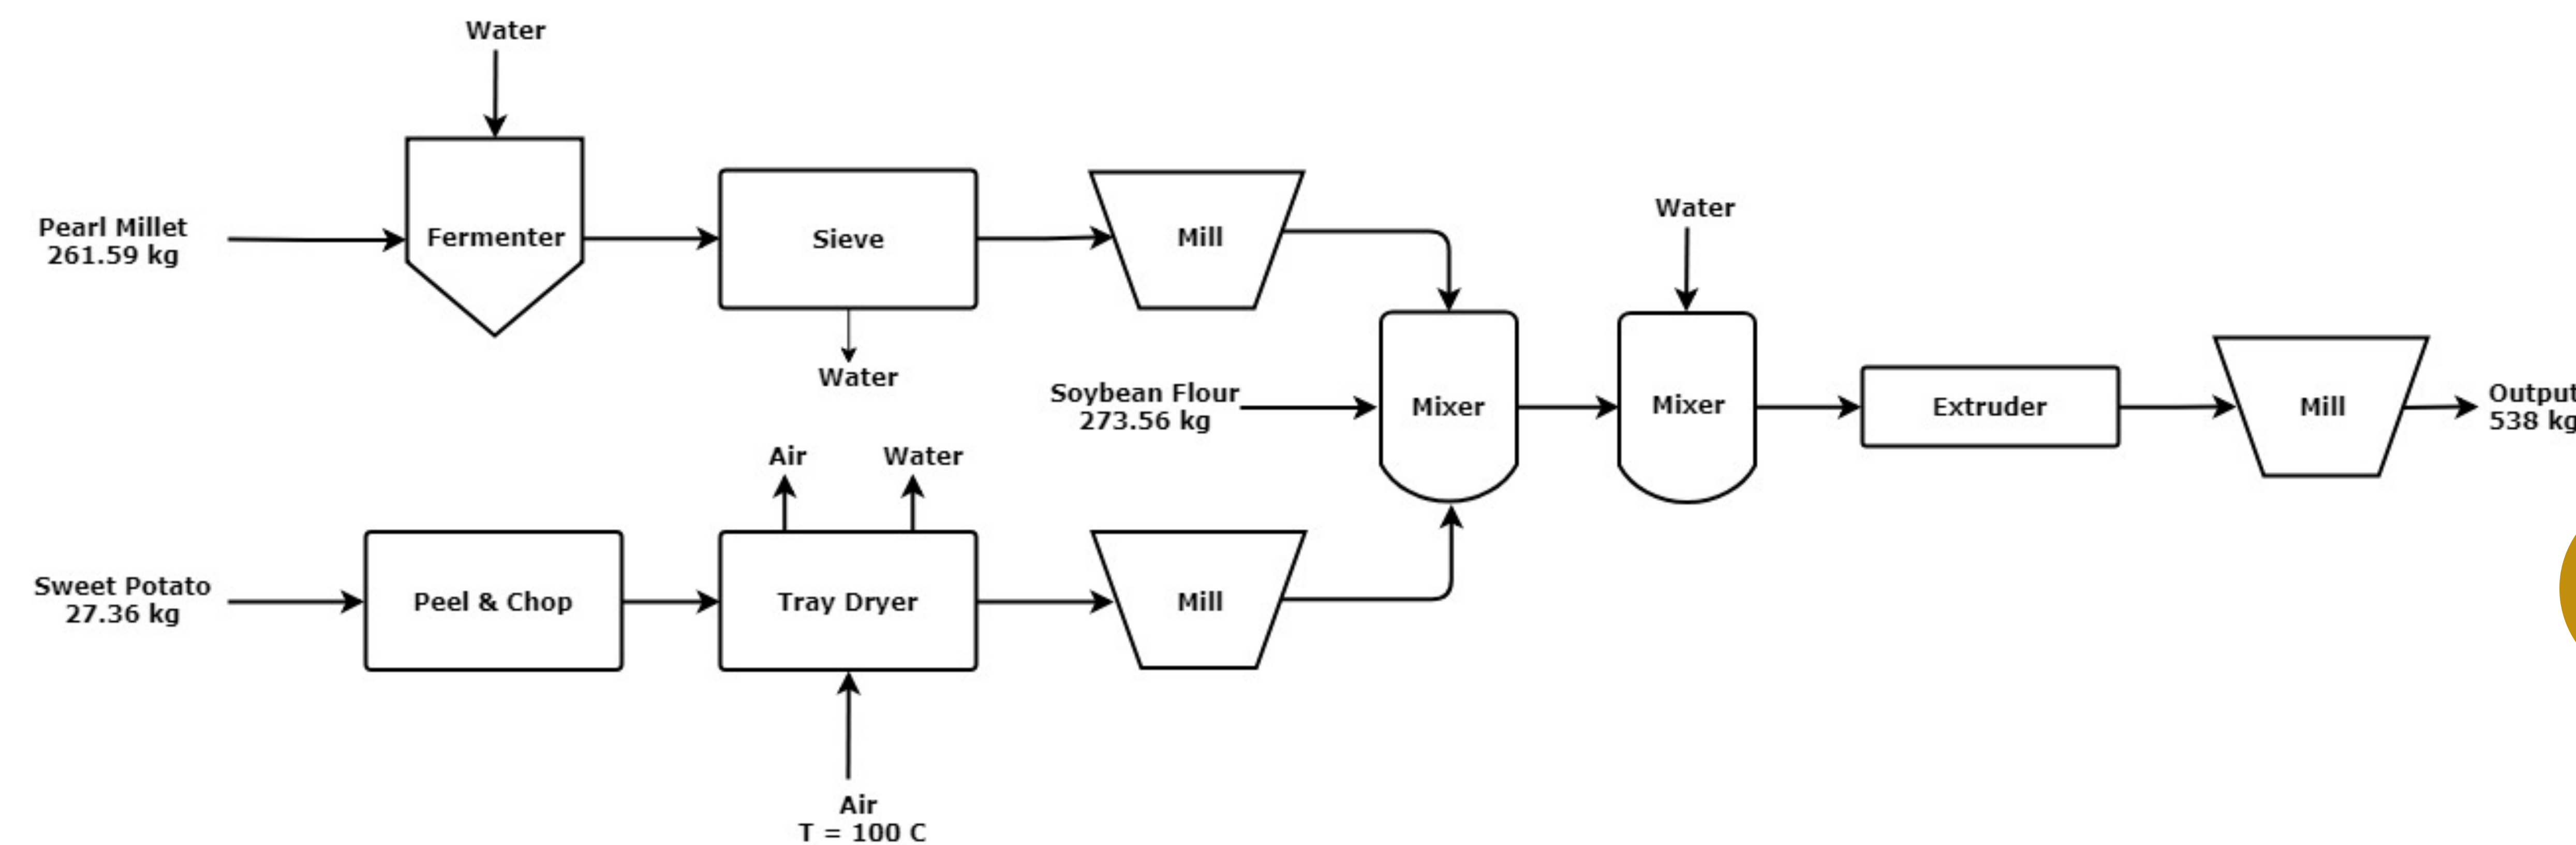 Water
Pearl Millet
261.59 kg
Fermenter
Sieve
Mill
Water
Water
Soybean Flour
273.56 kg
Mixer
Mixer
Extruder
Mill
Output
538 kg
Air
Water
Sweet Potato
27.36 kg
Peel & Chop
Tray Dryer
Mill
Air
T = 100 C